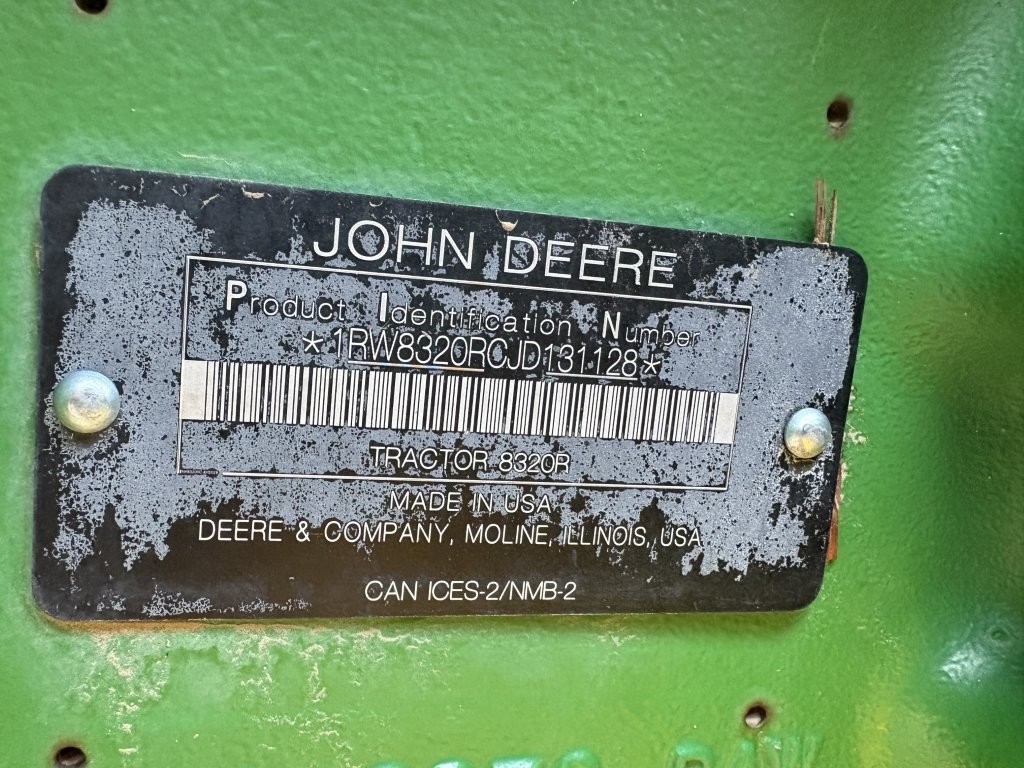 JOHN DEERE
Product Identification Number
*1RW8320RCJD131128*
TRACTOR 8320R
MADE IN USA
DEERE & COMPANY, MOLINE, ILLINOIS, USA
CAN ICES-2/NMB-2